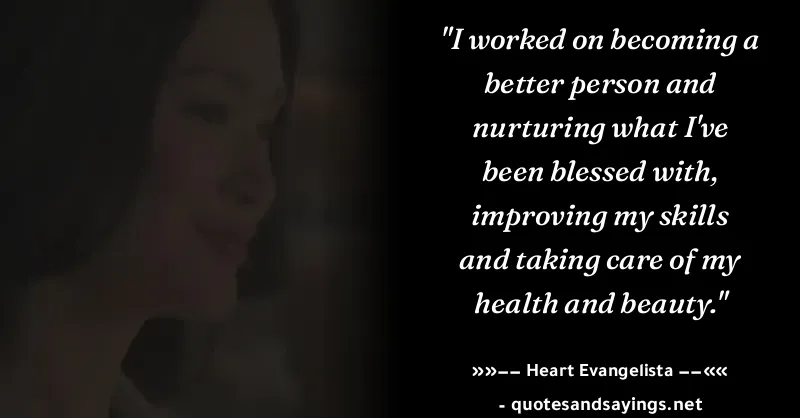 "I worked on becoming a
better person and
nurturing what I've
been blessed with,
improving my skills
and taking care of my
health and beauty."
»»-- Heart Evangelista --««
- quotesandsayings.net